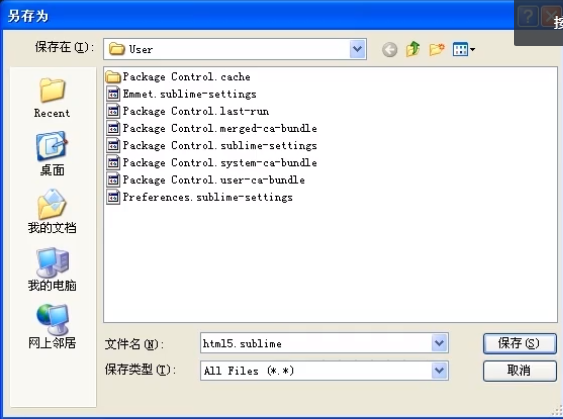 另存为
保存在(I): User
Package Control.cache
Emmet.sublime-settings
Package Control.last-run
Package Control.merged-ca-bundle
Package Control.sublime-settings
Package Control.system-ca-bundle
Package Control.user-ca-bundle
Preferences.sublime-settings
Recent
桌面
我的文档
我的电脑
网上邻居
文件名(N): html5.sublime 保存(S)
保存类型(T): All Files (*.*) 取消